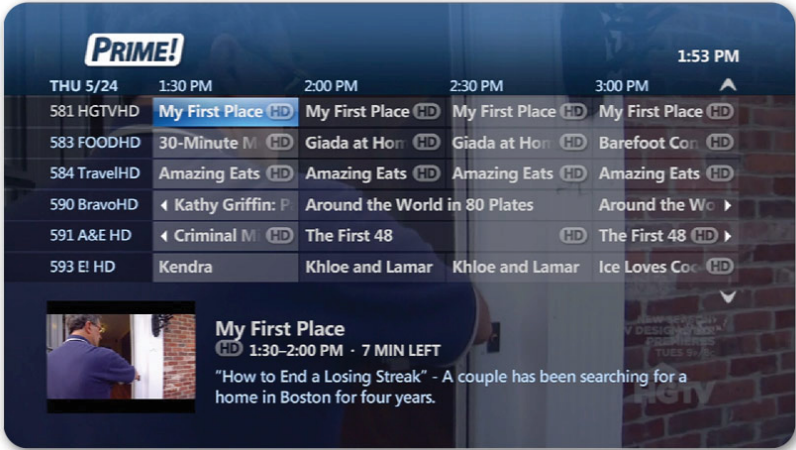 PRIME!
1:53 PM
THU 5/24 1:30 PM 2:00 PM 2:30 PM 3:00 PM
581 HGTVHD My First Place HD My First Place HD My First Place HD My First Place HD
583 FOODHD 30-Minute M HD Giada at Hom HD Giada at Hom HD Barefoot Con HD
584 TravelHD Amazing Eats HD Amazing Eats HD Amazing Eats HD Amazing Eats HD
590 BravoHD Kathy Griffin: P Around the World in 80 Plates Around the Wo
591 A&E HD Criminal M HD The First 48 HD The First 48 HD
593 E! HD Kendra Khloe and Lamar Khloe and Lamar Ice Loves Coc HD
My First Place
HD 1:30–2:00 PM · 7 MIN LEFT
"How to End a Losing Streak" - A couple has been searching for a
home in Boston for four years.
PREMIERES
HGTV